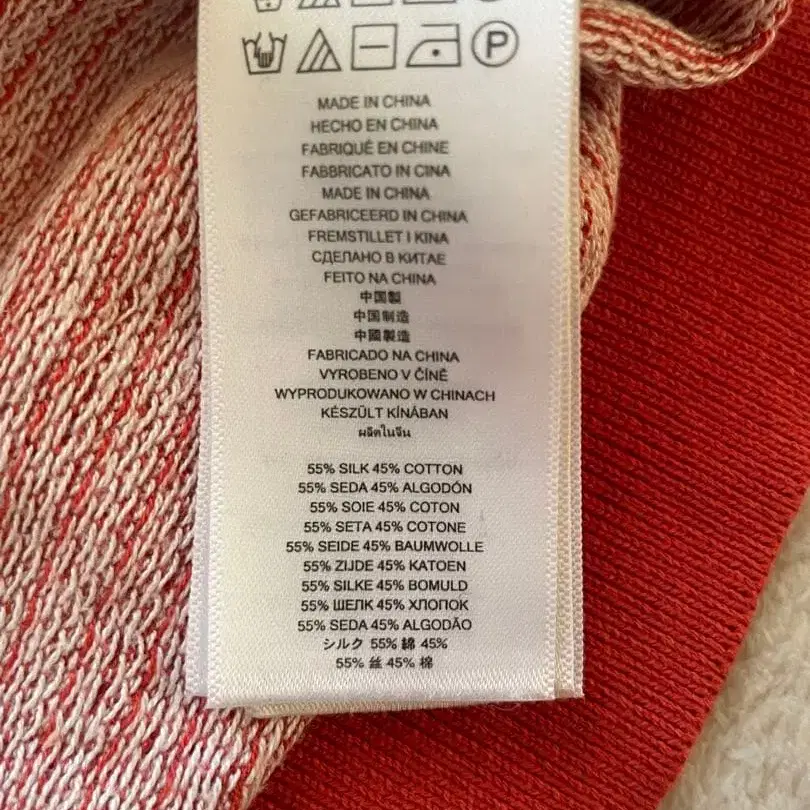 P
MADE IN CHINA
HECHO EN CHINA
FABRIQUÉ EN CHINE
FABBRICATO IN CINA
MADE IN CHINA
GEFABRICEERD IN CHINA
FREMSTILLET I KINA
СДЕЛАНО В КИТАЕ
FEITO NA CHINA
中国製
中国制造
中國製造
FABRICADO NA CHINA
VYROBENO V ČÍNĚ
WYPRODUKOWANO W CHINACH
KÉSZÜLT KÍNÁBAN
ผลิตในจีน
55% SILK 45% COTTON
55% SEDA 45% ALGODÓN
55% SOIE 45% COTON
55% SETA 45% COTONE
55% SEIDE 45% BAUMWOLLE
55% ZIJDE 45% KATOEN
55% SILKE 45% BOMULD
55% ШЕЛК 45% ХЛОПОК
55% SEDA 45% ALGODÃO
シルク 55% 綿 45%
55% 丝 45% 棉